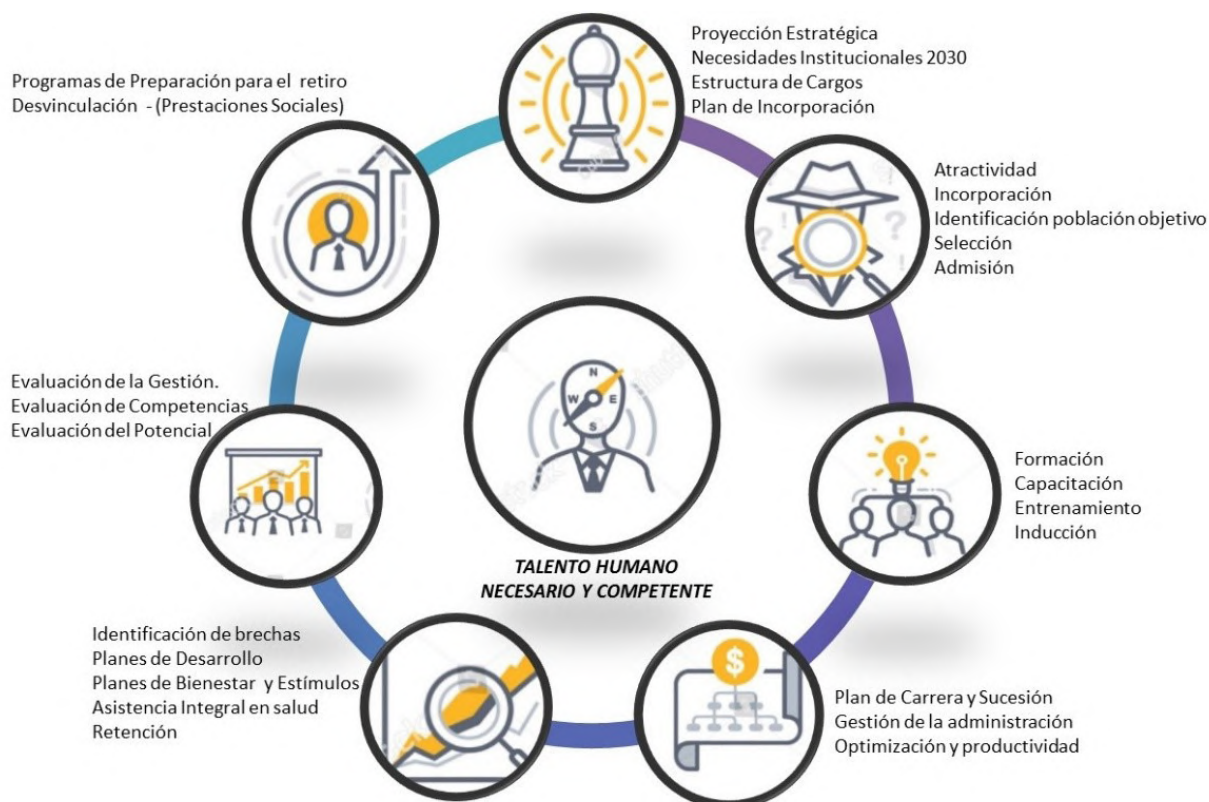 Proyección Estratégica
Necesidades Institucionales 2030
Estructura de Cargos
Plan de Incorporación
Atractividad
Incorporación
Identificación población objetivo
Selección
Admisión
Formación
Capacitación
Entrenamiento
Inducción
Plan de Carrera y Sucesión
Gestión de la administración
Optimización y productividad
Identificación de brechas
Planes de Desarrollo
Planes de Bienestar y Estímulos
Asistencia Integral en salud
Retención
Evaluación de la Gestión.
Evaluación de Competencias
Evaluación del Potencial
Programas de Preparación para el retiro
Desvinculación - (Prestaciones Sociales)
N
W E
S
TALENTO HUMANO
NECESARIO Y COMPETENTE
$